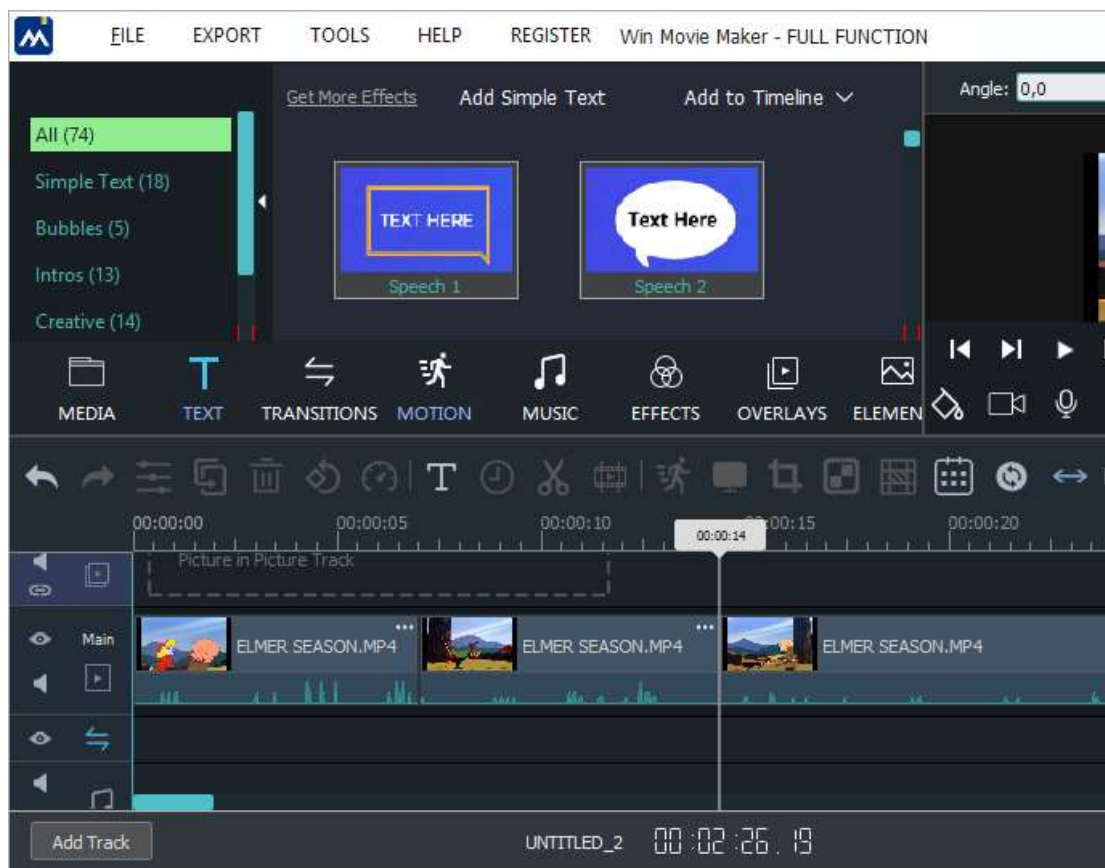 FILE EXPORT TOOLS HELP REGISTER Win Movie Maker - FULL FUNCTION
Get More Effects Add Simple Text Add to Timeline
Angle: 0,0
All (74)
Simple Text (18)
Bubbles (5)
Intros (13)
Creative (14)
TEXT HERE
Speech 1
Text Here
Speech 2
MEDIA TEXT TRANSITIONS MOTION MUSIC EFFECTS OVERLAYS ELEMEN
00:00:00 00:00:05 00:00:10 00:00:14 00:00:15 00:00:20
Picture in Picture Track
Main ELMER SEASON.MP4 ELMER SEASON.MP4 ELMER SEASON.MP4
Add Track UNTITLED_2 00:02:26.19